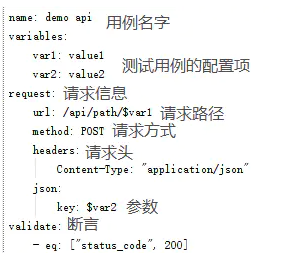 name: demo api 用例名字
variables:
var1: value1
var2: value2 测试用例的配置项
request: 请求信息
url: /api/path/$var1 请求路径
method: POST 请求方式
headers: 请求头
Content-Type: "application/json"
json:
key: $var2 参数
validate: 断言
- eq: ["status_code", 200]